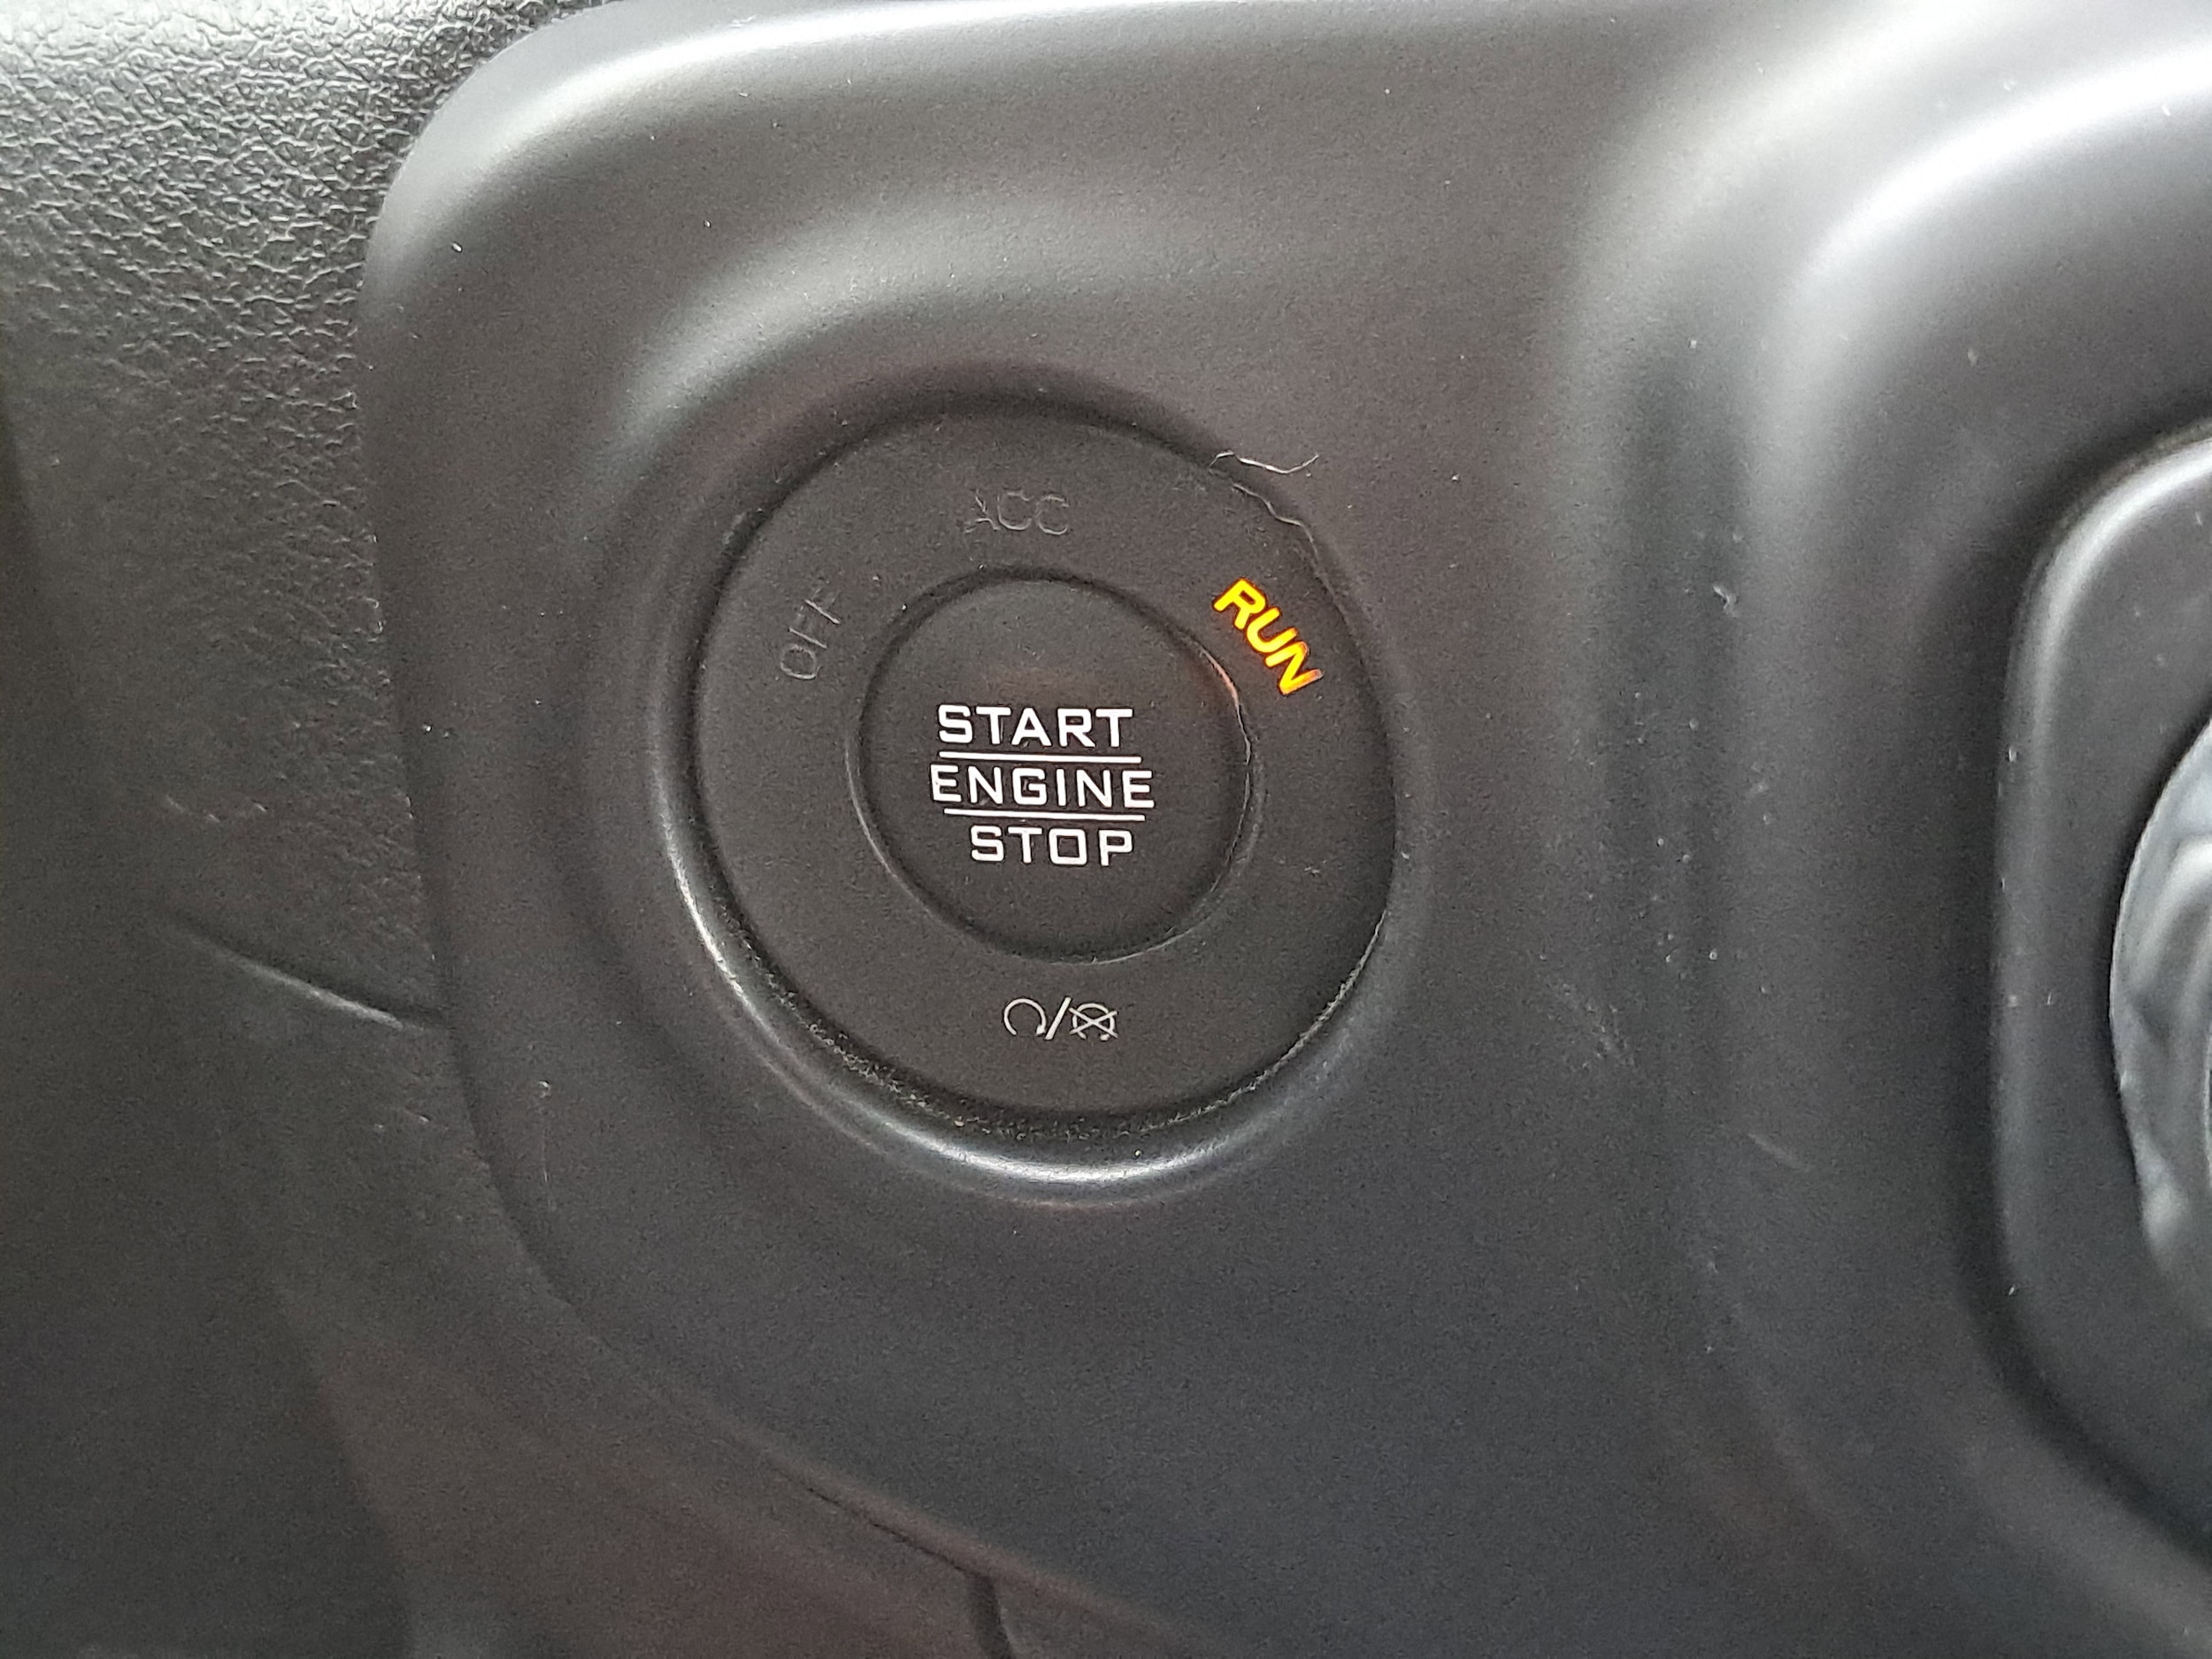 ACC
OFF
RUN
START
ENGINE
STOP